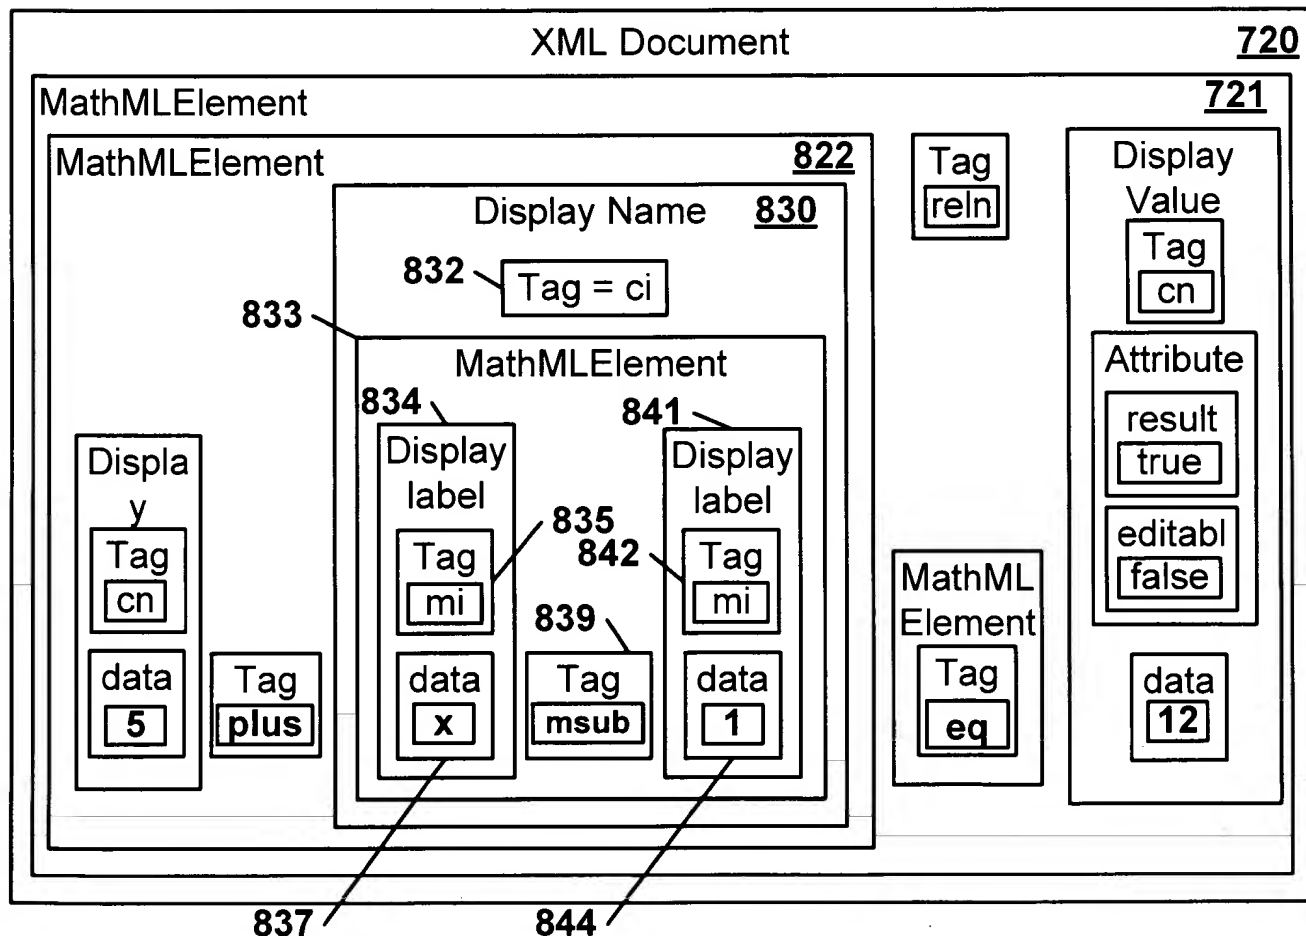 XML Document 720
MathMLElement 721
MathMLElement 822
Display Name 830
832
Tag = ci
833
MathMLElement
834
Display
label
835
Tag
mi
data
x
837
839
Tag
msub
841
Display
label
842
Tag
mi
data
1
844
Displa
y
Tag
cn
data
5
Tag
plus
Tag
reln
MathML
Element
Tag
eq
Display
Value
Tag
cn
Attribute
result
true
editabl
false
data
12